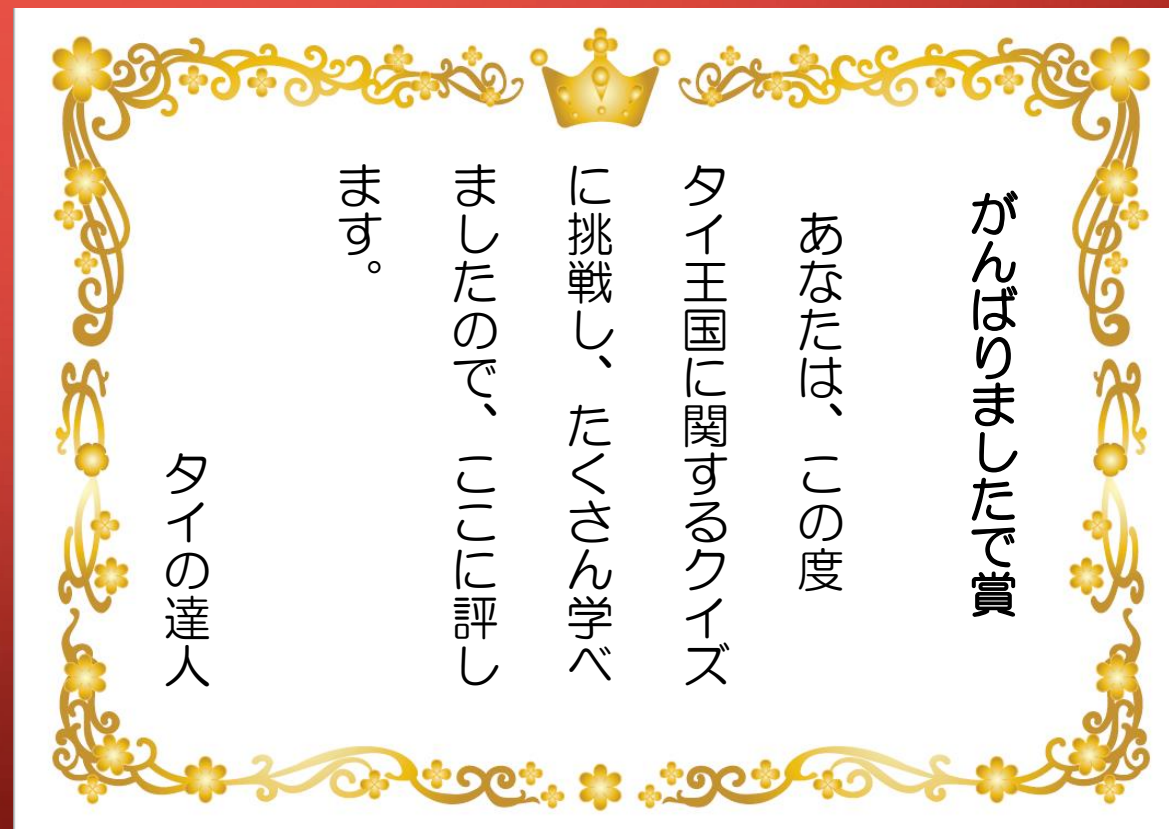 がんばりましたで賞
あなたは、この度
タイ王国に関するクイズ
に挑戦し、たくさん学べ
ましたので、ここに評し
ます。
タイの達人